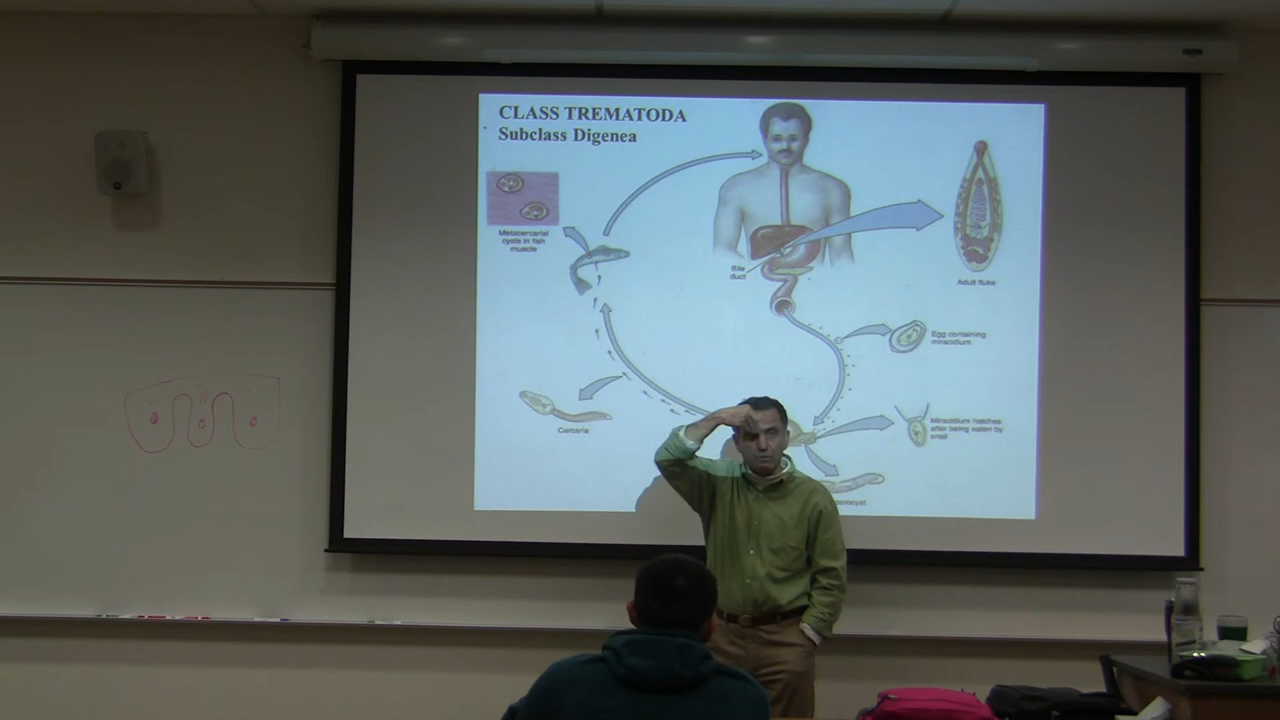 CLASS TREMATODA
Subclass Digenea
Metacercarial
cysts in fish
muscle
Bile
duct
Adult fluke
Egg containing
miracidium
Cercaria
Miracidium hatches
after being eaten by
snail